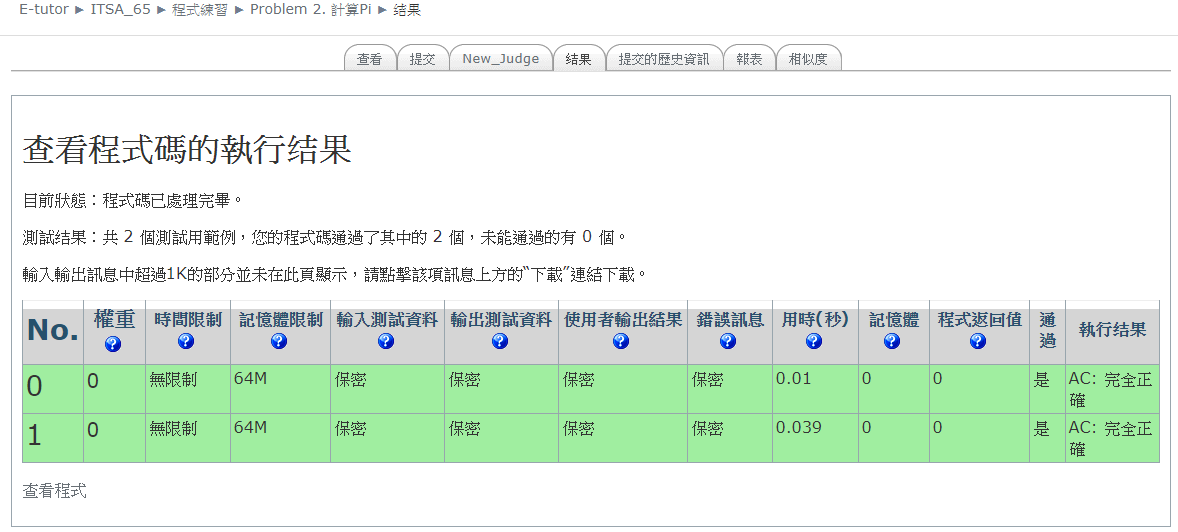 E-tutor ► ITSA_65 ► 程式練習 ► Problem 2. 計算Pi ► 结果
查看 提交 New_Judge 结果 提交的歷史資訊 報表 相似度
查看程式碼的執行结果
目前狀態：程式碼已處理完畢。
測試结果：共 2 個測試用範例，您的程式碼通過了其中的 2 個，未能通過的有 0 個。
輸入輸出訊息中超過1K的部分並未在此頁顯示，請點擊該項訊息上方的“下載”連結下載。
No. 權重 時間限制 記憶體限制 輸入測試資料 輸出測試資料 使用者輸出结果 錯誤訊息 用時(秒) 記憶體 程式返回值 通過 執行结果
0 0 無限制 64M 保密 保密 保密 保密 0.01 0 0 是 AC: 完全正確
1 0 無限制 64M 保密 保密 保密 保密 0.039 0 0 是 AC: 完全正確
查看程式